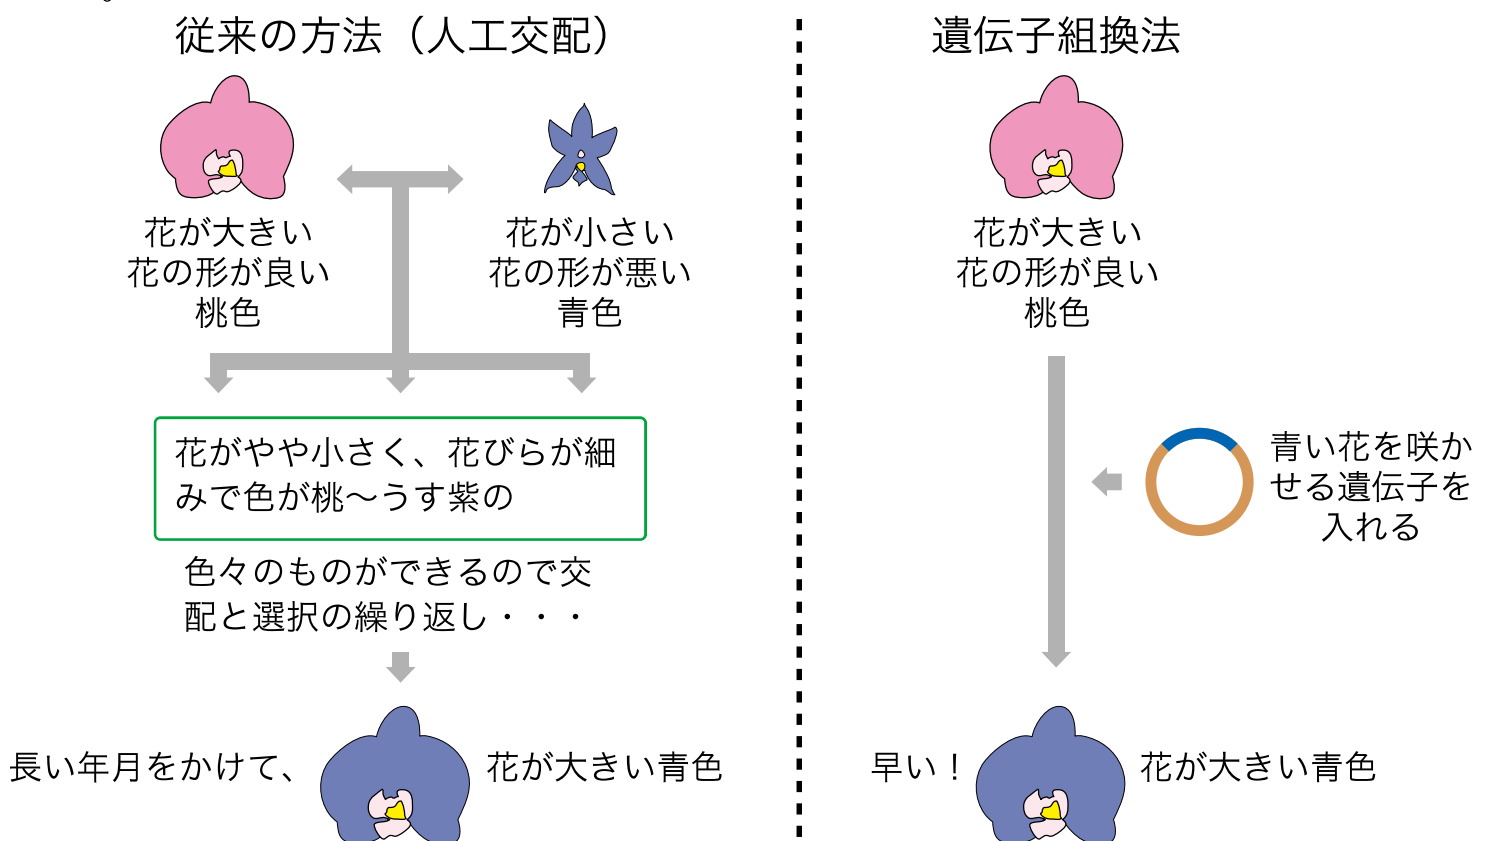 従来の方法（人工交配）
花が大きい
花の形が良い
桃色
花が小さい
花の形が悪い
青色
花がやや小さく、花びらが細
みで色が桃～うす紫の
色々のものができるので交
配と選択の繰り返し・・・
長い年月をかけて、
花が大きい青色
遺伝子組換法
花が大きい
花の形が良い
桃色
青い花を咲か
せる遺伝子を
入れる
早い！
花が大きい青色